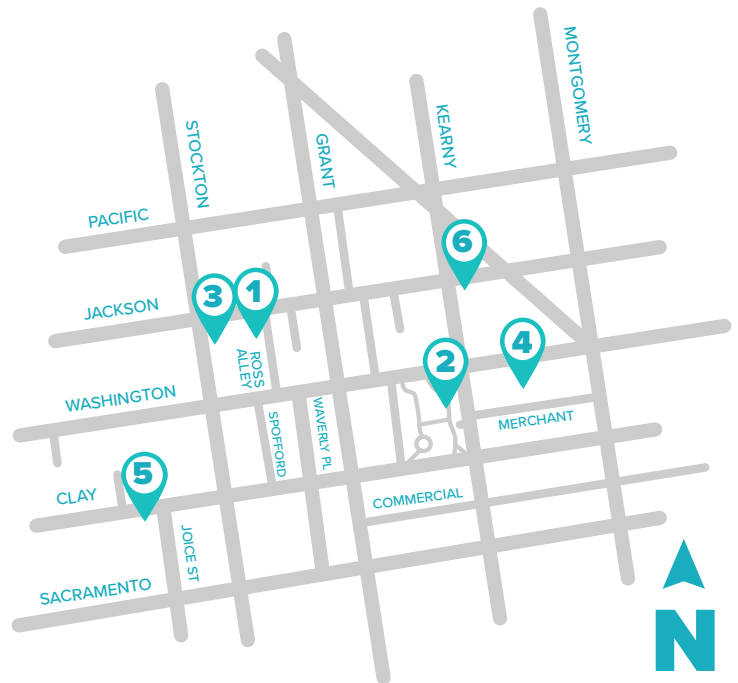 MONTGOMERY
KEARNY
STOCKTON
GRANT
PACIFIC
6
JACKSON
3
1
4
ROSS
ALLEY
2
WASHINGTON
WAVERLY PL
SPOFFORD
MERCHANT
5
CLAY
COMMERCIAL
JOICE ST
SACRAMENTO
N